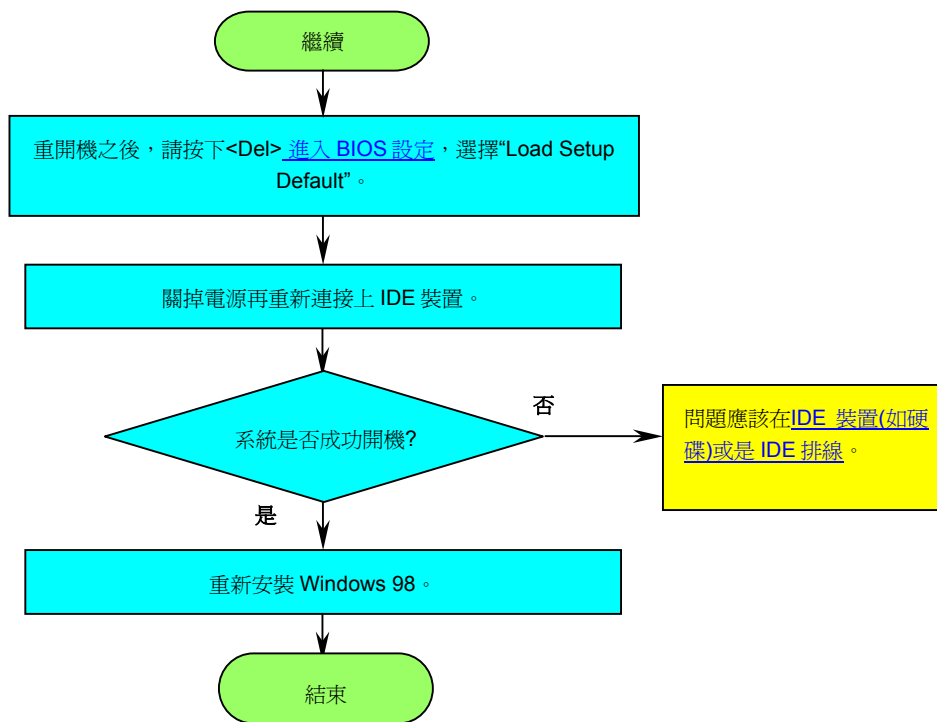 繼續
重開機之後，請按下<Del> 進入 BIOS 設定，選擇“Load Setup
Default”。
關掉電源再重新連接上 IDE 裝置。
系統是否成功開機?
否
問題應該在IDE 裝置(如硬
碟)或是 IDE 排線。
是
重新安裝 Windows 98。
結束